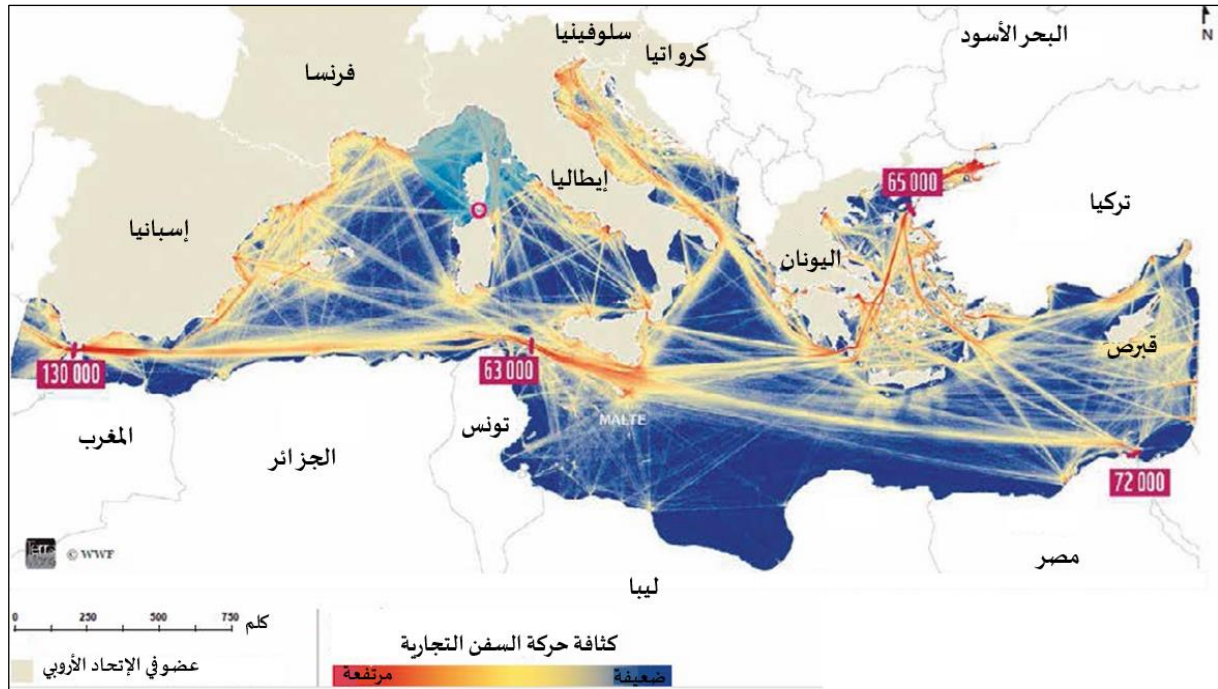 سلوفينيا
كرواتيا
البحر الأسود
N
فرنسا
65 000
إيطاليا
تركيا
إسبانيا
اليونان
قبرص
130 000
63 000
MALTE
تونس
المغرب
الجزائر
72 000
© WWF
مصر
ليبا
0 250 500 750 كلم
كثافة حركة السفن التجارية
عضو في الإتحاد الأروبي
مرتفعة
ضعيفة